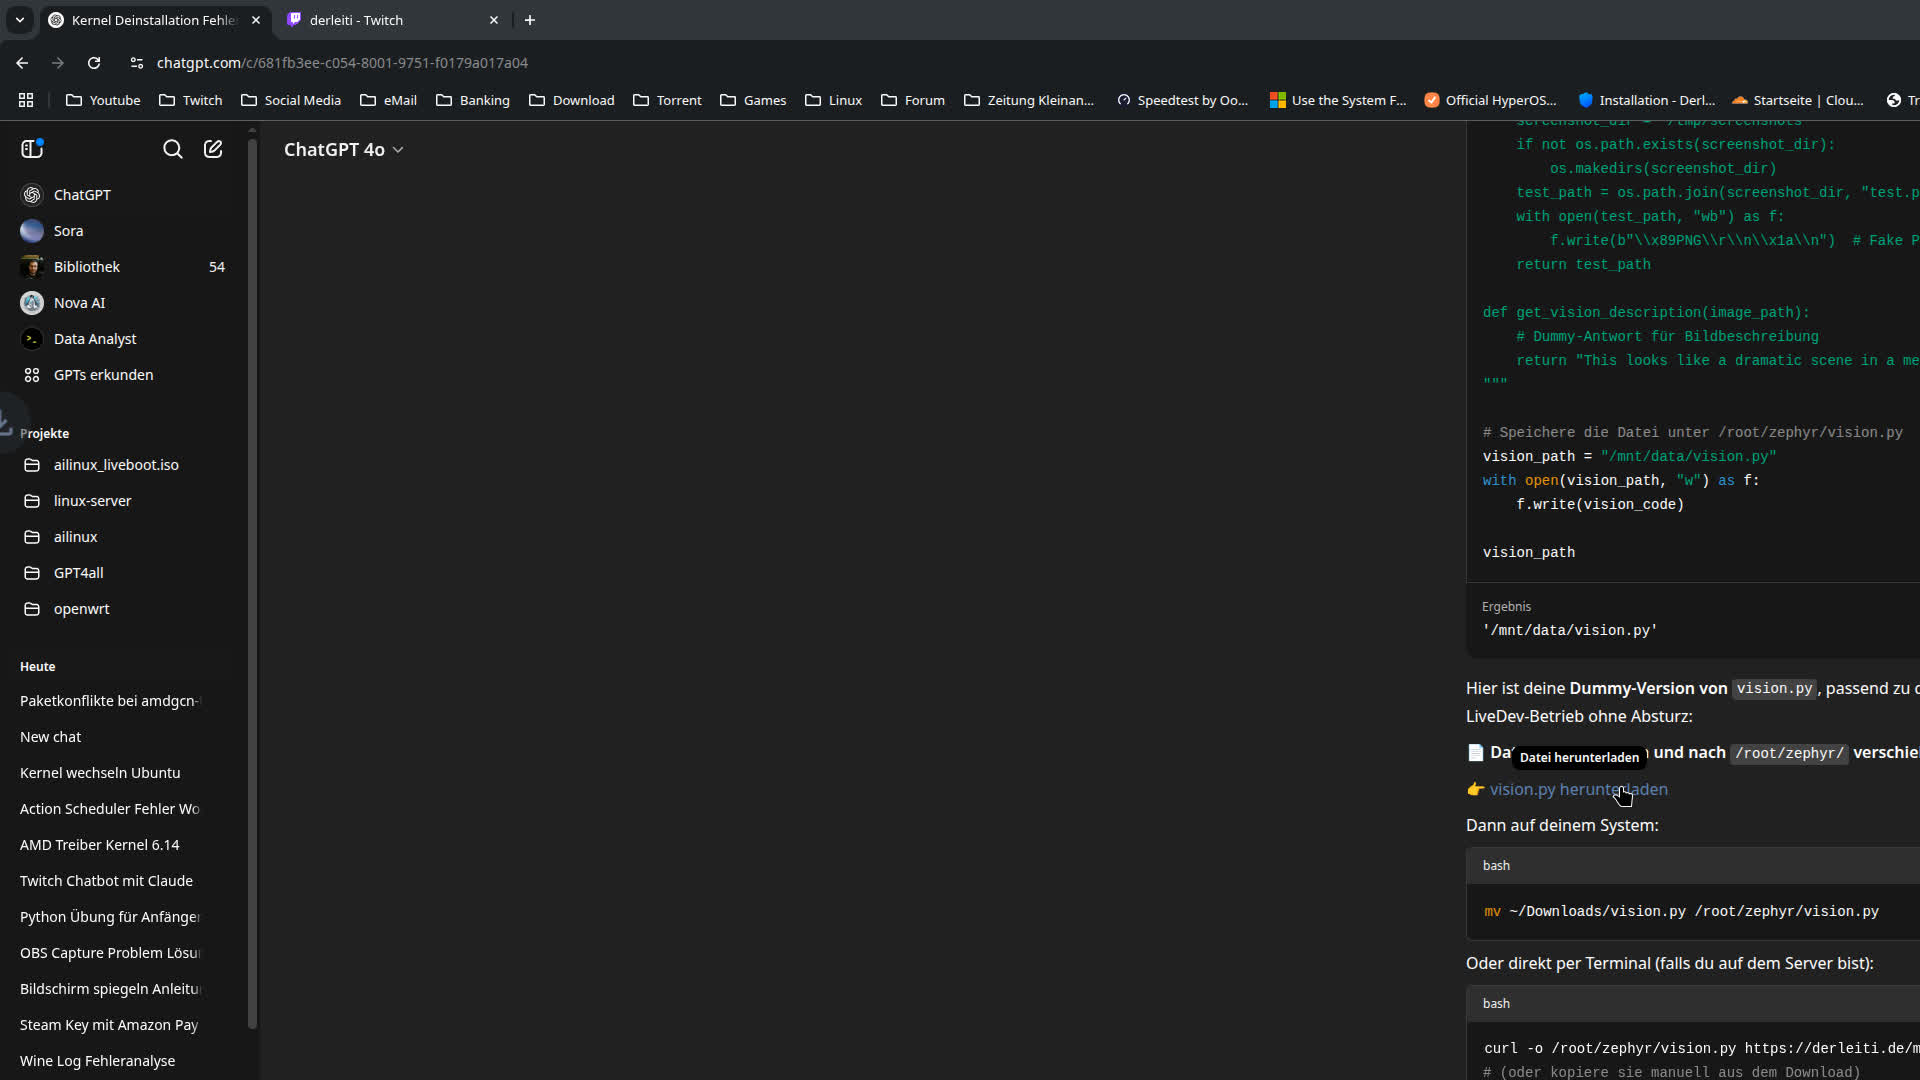 Kernel Deinstallation Fehle
derleiti - Twitch
chatgpt.com/c/681fb3ee-c054-8001-9751-f0179a017a04
Youtube
Twitch
Social Media
eMail
Banking
Download
Torrent
Games
Linux
Forum
Zeitung Kleinan...
Speedtest by Oo...
Use the System F...
Official HyperOS...
Installation - Derl...
Startseite | Clou...
Tr
ChatGPT
Sora
Bibliothek 54
Nova AI
Data Analyst
GPTs erkunden
Projekte
ailinux_liveboot.iso
linux-server
ailinux
GPT4all
openwrt
Heute
Paketkonflikte bei amdgcn-
New chat
Kernel wechseln Ubuntu
Action Scheduler Fehler Wo
AMD Treiber Kernel 6.14
Twitch Chatbot mit Claude
Python Übung für Anfänger
OBS Capture Problem Lösu
Bildschirm spiegeln Anleitu
Steam Key mit Amazon Pay
Wine Log Fehleranalyse
ChatGPT 4o
if not os.path.exists(screenshot_dir):
os.makedirs(screenshot_dir)
test_path = os.path.join(screenshot_dir, "test.p
with open(test_path, "wb") as f:
f.write(b"\\x89PNG\\r\\n\\x1a\\n")  # Fake P
return test_path
def get_vision_description(image_path):
# Dummy-Antwort für Bildbeschreibung
return "This looks like a dramatic scene in a me
"""
# Speichere die Datei unter /root/zephyr/vision.py
vision_path = "/mnt/data/vision.py"
with open(vision_path, "w") as f:
f.write(vision_code)
vision_path
Ergebnis
'/mnt/data/vision.py'
Hier ist deine Dummy-Version von vision.py, passend zu d
LiveDev-Betrieb ohne Absturz:
📄 Da und nach /root/zephyr/ verschie
Datei herunterladen
👉 vision.py herunterladen
Dann auf deinem System:
bash
mv ~/Downloads/vision.py /root/zephyr/vision.py
Oder direkt per Terminal (falls du auf dem Server bist):
bash
curl -o /root/zephyr/vision.py https://derleiti.de/m
# (oder kopiere sie manuell aus dem Download)